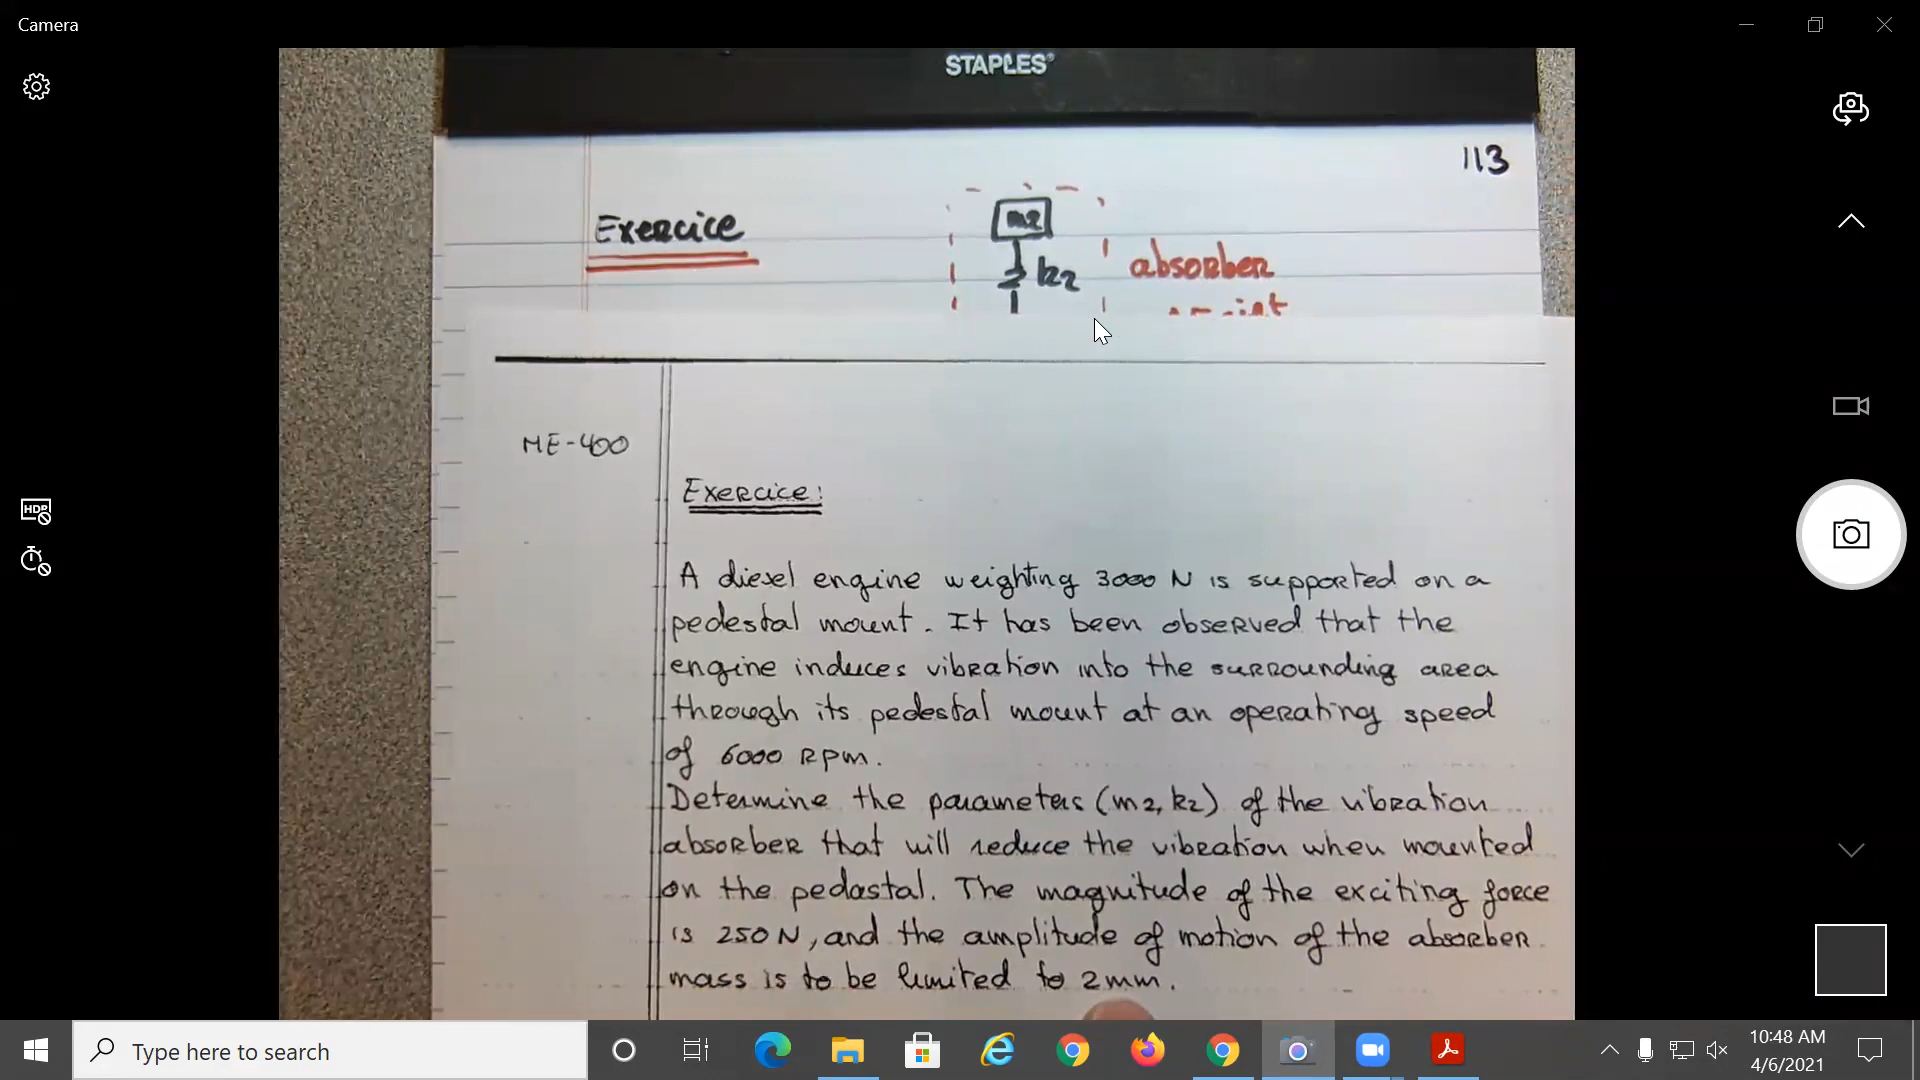 Camera
STAPLES
113
Exercice
m2
k2
absorber
ME-400
Exercice:
A diesel engine weighting 3000 N is supported on a
pedestal mount. It has been observed that the
engine induces vibration into the surrounding area
through its pedestal mount at an operating speed
of 6000 rpm.
Determine the parameters (m2, k2) of the vibration
absorber that will reduce the vibration when mounted
on the pedastal. The magnitude of the exciting force
is 250 N, and the amplitude of motion of the absorber
mass is to be limited to 2mm.
HDR
Type here to search
10:48 AM
4/6/2021